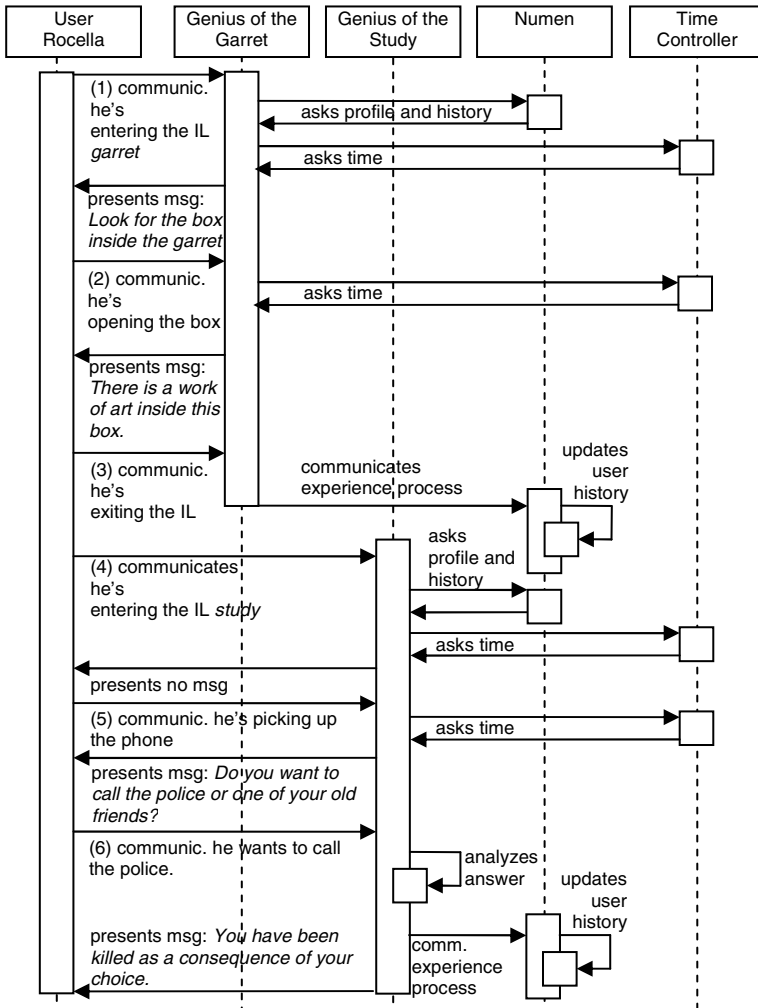 User
Rocella
Genius of the
Garret
Genius of the
Study
Numen
Time
Controller
(1) communic.
he's
entering the IL
garret
asks profile and history
asks time
presents msg:
Look for the box
inside the garret
(2) communic.
he's
opening the box
asks time
presents msg:
There is a work
of art inside this
box.
(3) communic.
he's
exiting the IL
communicates
experience process
updates
user
history
(4) communicates
he's
entering the IL study
asks
profile and
history
asks time
presents no msg
(5) communic. he's picking up
the phone
asks time
presents msg: Do you want to
call the police or one of your old
friends?
(6) communic. he wants to call
the police.
analyzes
answer
updates
user
history
presents msg: You have been
killed as a consequence of your
choice.
comm.
experience
process